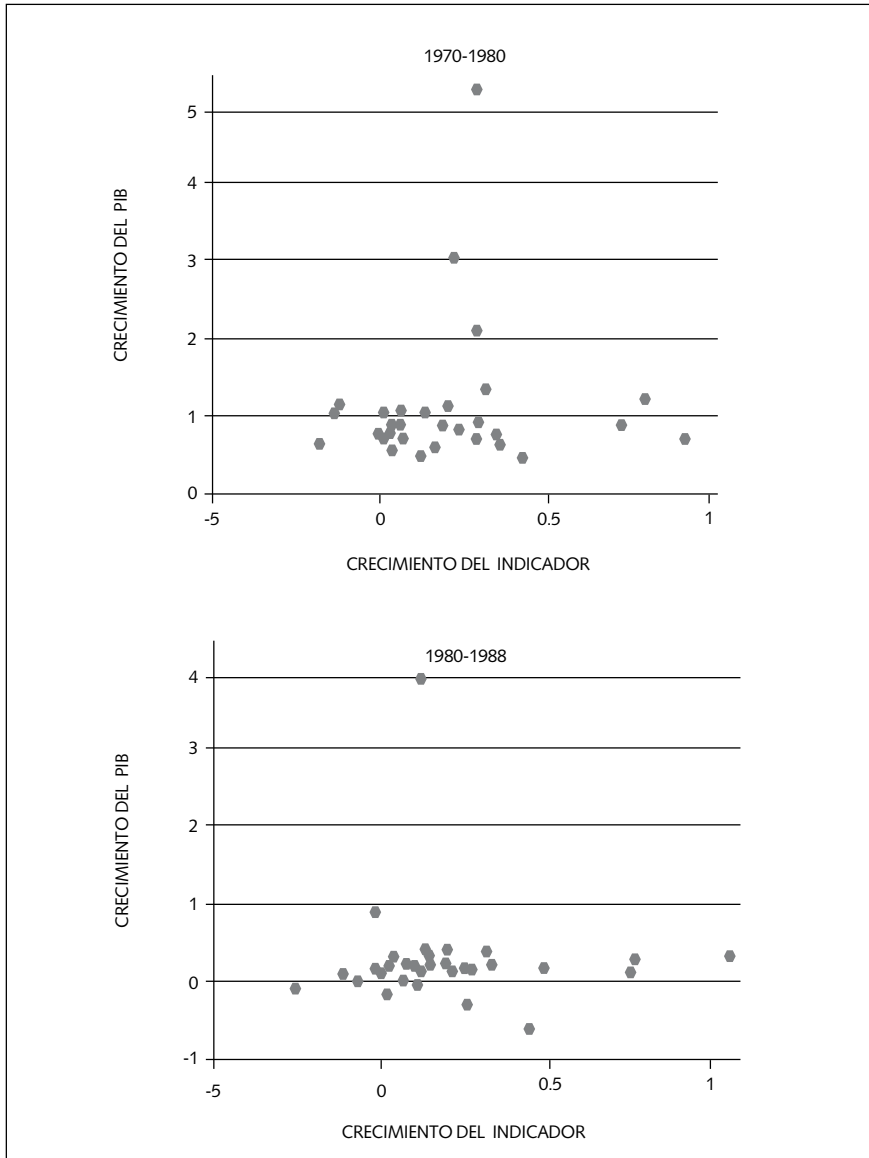 1970-1980
CRECIMIENTO DEL PIB
5
4
3
2
1
0
-5 0 0.5 1
CRECIMIENTO DEL INDICADOR
1980-1988
CRECIMIENTO DEL PIB
4
3
2
1
0
-1
-5 0 0.5 1
CRECIMIENTO DEL INDICADOR